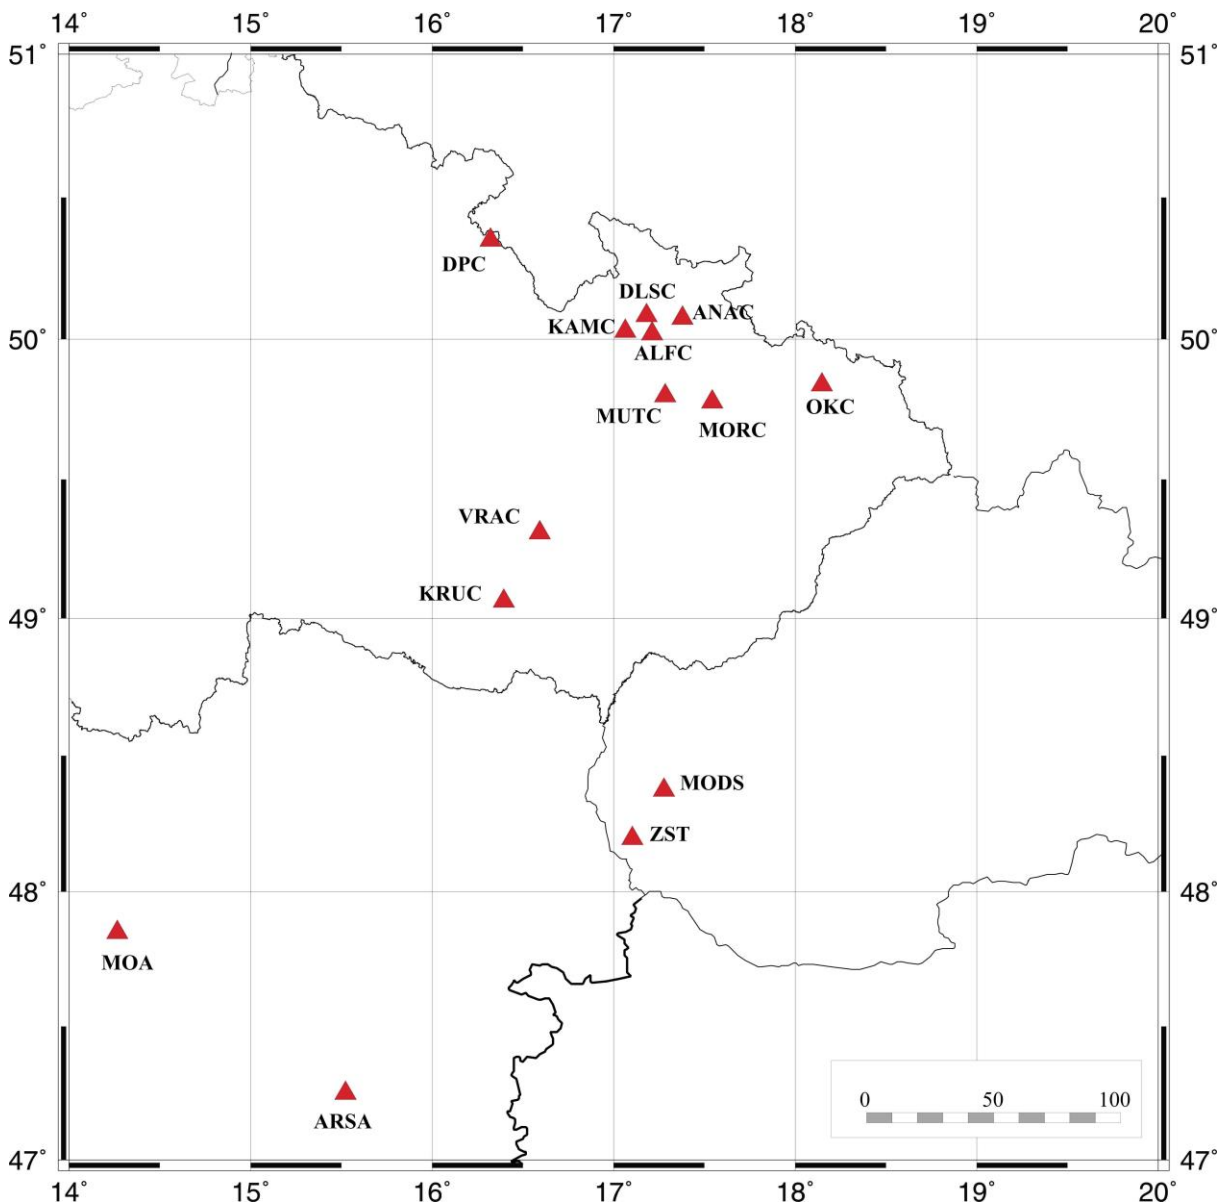 14˚ 15˚ 16˚ 17˚ 18˚ 19˚ 20˚
51˚ 51˚
DPC
DLSC
ANAC
KAMC
50˚ 50˚
ALFC
MUTC
OKC
MORC
VRAC
KRUC
49˚ 49˚
MODS
ZST
48˚ 48˚
MOA
0 50 100
ARSA
47˚ 47˚
14˚ 15˚ 16˚ 17˚ 18˚ 19˚ 20˚